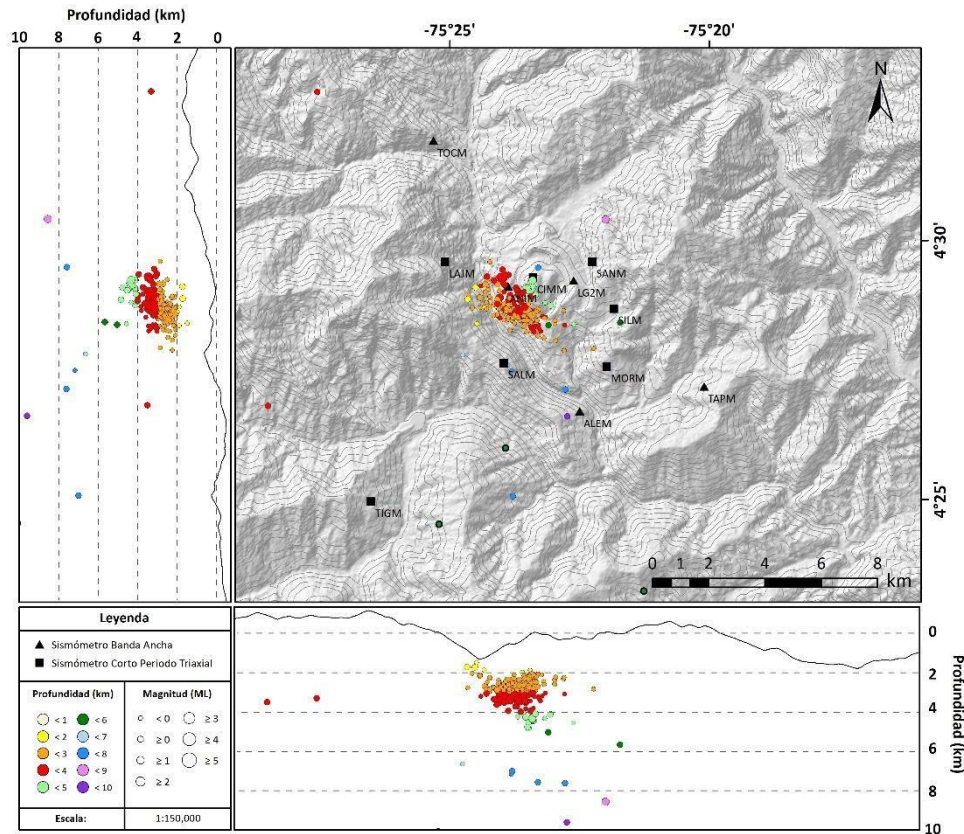 Profundidad (km)
10 8 6 4 2 0
-75°25'
-75°20'
N
TOCM
4°30'
LAJM
SANM
CIMM
LG2M
ANIM
SILM
SALM
MORM
TAPM
ALEM
4°25'
TIGM
0 1 2 4 6 8
km
Leyenda
Sismómetro Banda Ancha
Sismómetro Corto Periodo Triaxial
Profundidad (km)
Magnitud (ML)
< 1 < 6
< 2 < 7
< 3 < 8
< 4 < 9
< 5 < 10
< 0 ≥ 3
≥ 0 ≥ 4
≥ 1 ≥ 5
≥ 2
Escala:
1:150,000
0
2
4
6
8
10
Profundidad (km)